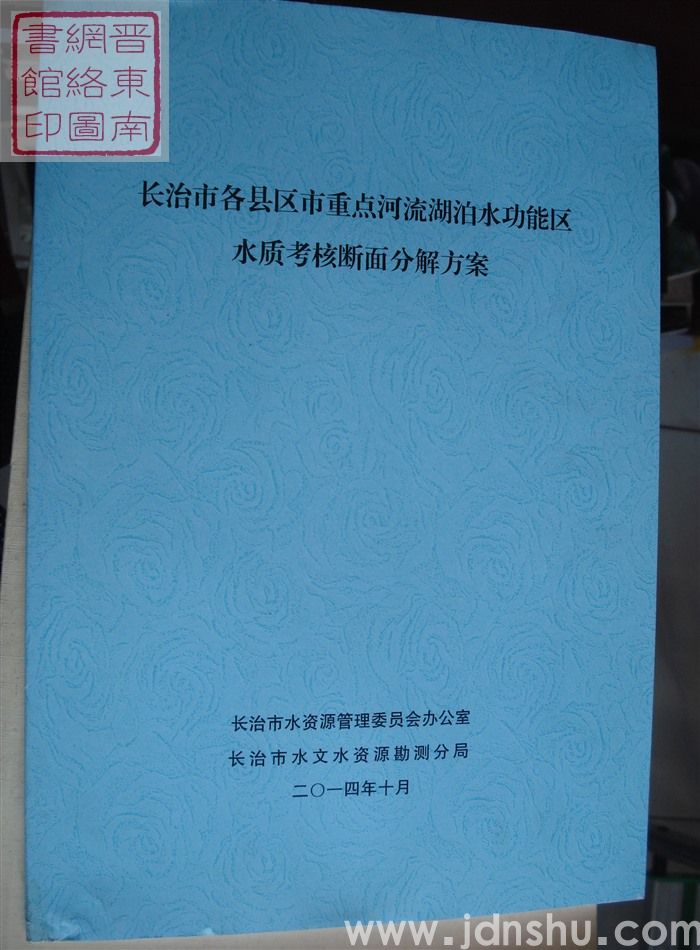 晋东南
網絡圖
書館印
长治市各县区市重点河流湖泊水功能区
水质考核断面分解方案
长治市水资源管理委员会办公室
长治市水文水资源勘测分局
二〇一四年十月
www.jdnshu.com